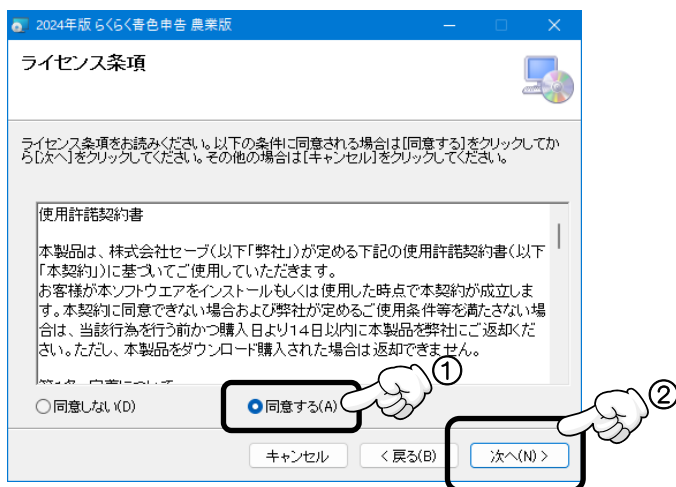 2024年版 らくらく青色申告 農業版
ライセンス条項
ライセンス条項をお読みください。以下の条件に同意される場合は[同意する]をクリックしてか
ら[次へ]をクリックしてください。その他の場合は[キャンセル]をクリックしてください。
使用許諾契約書
本製品は、株式会社セーブ(以下「弊社」)が定める下記の使用許諾契約書(以下
「本契約」)に基づいてご使用していただきます。
お客様が本ソフトウエアをインストールもしくは使用した時点で本契約が成立しま
す。本契約に同意できない場合および弊社が定めるご使用条件等を満たさない場
合は、当該行為を行う前かつ購入日より14日以内に本製品を弊社にご返却くだ
さい。ただし、本製品をダウンロード購入された場合は返却できません。
①
同意しない(D)
同意する(A)
②
キャンセル
< 戻る(B)
次へ(N) >